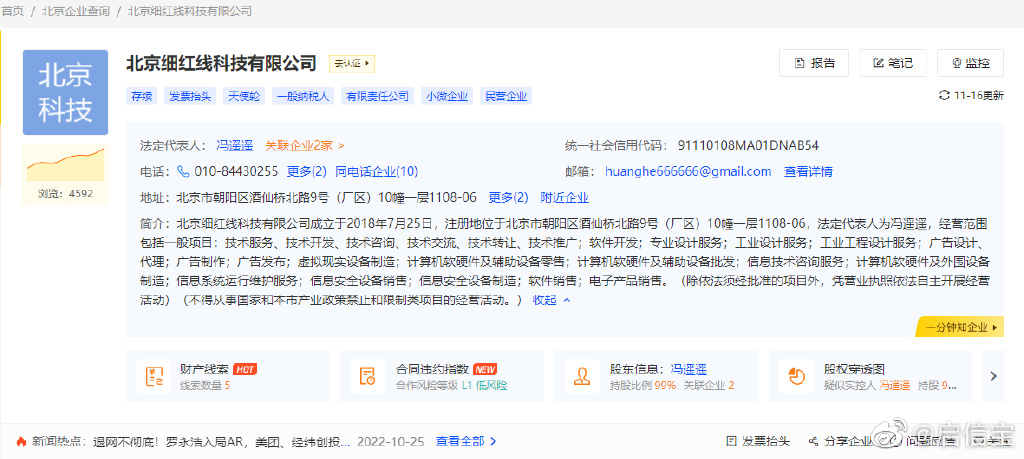 首页 / 北京企业查询 / 北京细红线科技有限公司
北京
科技
浏览：4592
北京细红线科技有限公司 去认证
报告 笔记 监控
存续 发票抬头 天使轮 一般纳税人 有限责任公司 小微企业 民营企业
11-16更新
法定代表人： 冯遥遥 关联企业2家 >
统一社会信用代码： 91110108MA01DNAB54
电话： 010-84430255 更多(2) 同电话企业(10)
邮箱： huanghe666666@gmail.com 查看详情
地址： 北京市朝阳区酒仙桥北路9号（厂区）10幢一层1108-06 更多(2) 附近企业
简介：北京细红线科技有限公司成立于2018年7月25日，注册地位于北京市朝阳区酒仙桥北路9号（厂区）10幢一层1108-06，法定代表人为冯遥遥，经营范围
包括一般项目：技术服务、技术开发、技术咨询、技术交流、技术转让、技术推广；软件开发；专业设计服务；工业设计服务；工业工程设计服务；广告设计、
代理；广告制作；广告发布；虚拟现实设备制造；计算机软硬件及辅助设备零售；计算机软硬件及辅助设备批发；信息技术咨询服务；计算机软硬件及外围设备
制造；信息系统运行维护服务；信息安全设备销售；信息安全设备制造；软件销售；电子产品销售。（除依法须经批准的项目外，凭营业执照依法自主开展经营
活动）（不得从事国家和本市产业政策禁止和限制类项目的经营活动。） 收起
一分钟知企业
财产线索 HOT
线索数量 5
合同违约指数 NEW
合作风险等级 L1 低风险
股东信息：冯遥遥
持股比例 99% 关联企业 2
股权穿透图
疑似实控人 冯遥遥 持股 9...
新闻热点： 退网不彻底！罗永浩入局AR，美团、经纬创投... 2022-10-25 查看全部
发票抬头 分享企业
@启信宝